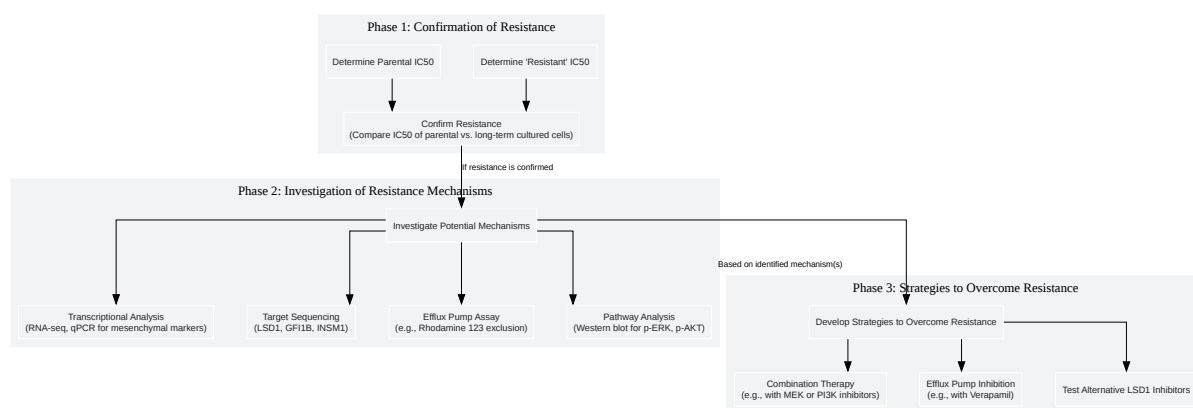 Phase 1: Confirmation of Resistance
Determine Parental IC50
Determine 'Resistant' IC50
Confirm Resistance
(Compare IC50 of parental vs. long-term cultured cells)
If resistance is confirmed
Phase 2: Investigation of Resistance Mechanisms
Investigate Potential Mechanisms
Transcriptional Analysis
(RNA-seq, qPCR for mesenchymal markers)
Target Sequencing
(LSD1, GFI1B, INSM1)
Efflux Pump Assay
(e.g., Rhodamine 123 exclusion)
Pathway Analysis
(Western blot for p-ERK, p-AKT)
Based on identified mechanism(s)
Phase 3: Strategies to Overcome Resistance
Develop Strategies to Overcome Resistance
Combination Therapy
(e.g., with MEK or PI3K inhibitors)
Efflux Pump Inhibition
(e.g., with Verapamil)
Test Alternative LSD1 Inhibitors